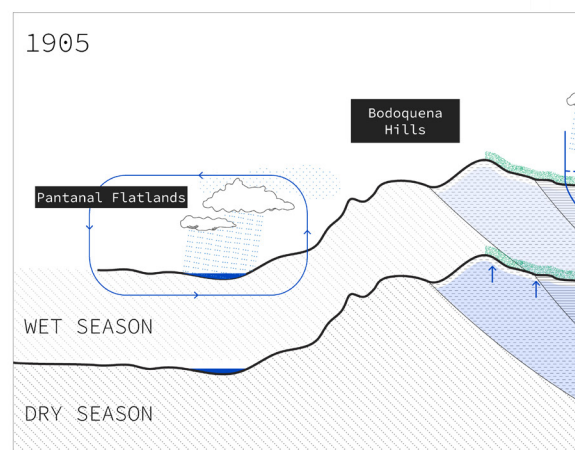 1905
Bodoquena
Hills
Pantanal Flatlands
WET SEASON
DRY SEASON